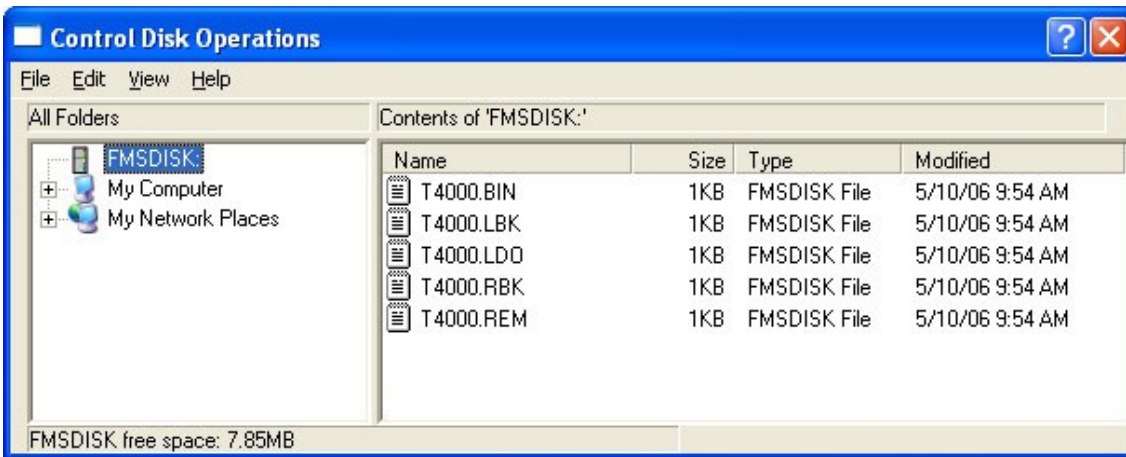 Control Disk Operations
File Edit View Help
All Folders
Contents of 'FMSDISK:'
FMSDISK:
My Computer
My Network Places
Name Size Type Modified
T4000.BIN 1KB FMSDISK File 5/10/06 9:54 AM
T4000.LBK 1KB FMSDISK File 5/10/06 9:54 AM
T4000.LDO 1KB FMSDISK File 5/10/06 9:54 AM
T4000.RBK 1KB FMSDISK File 5/10/06 9:54 AM
T4000.REM 1KB FMSDISK File 5/10/06 9:54 AM
FMSDISK free space: 7.85MB